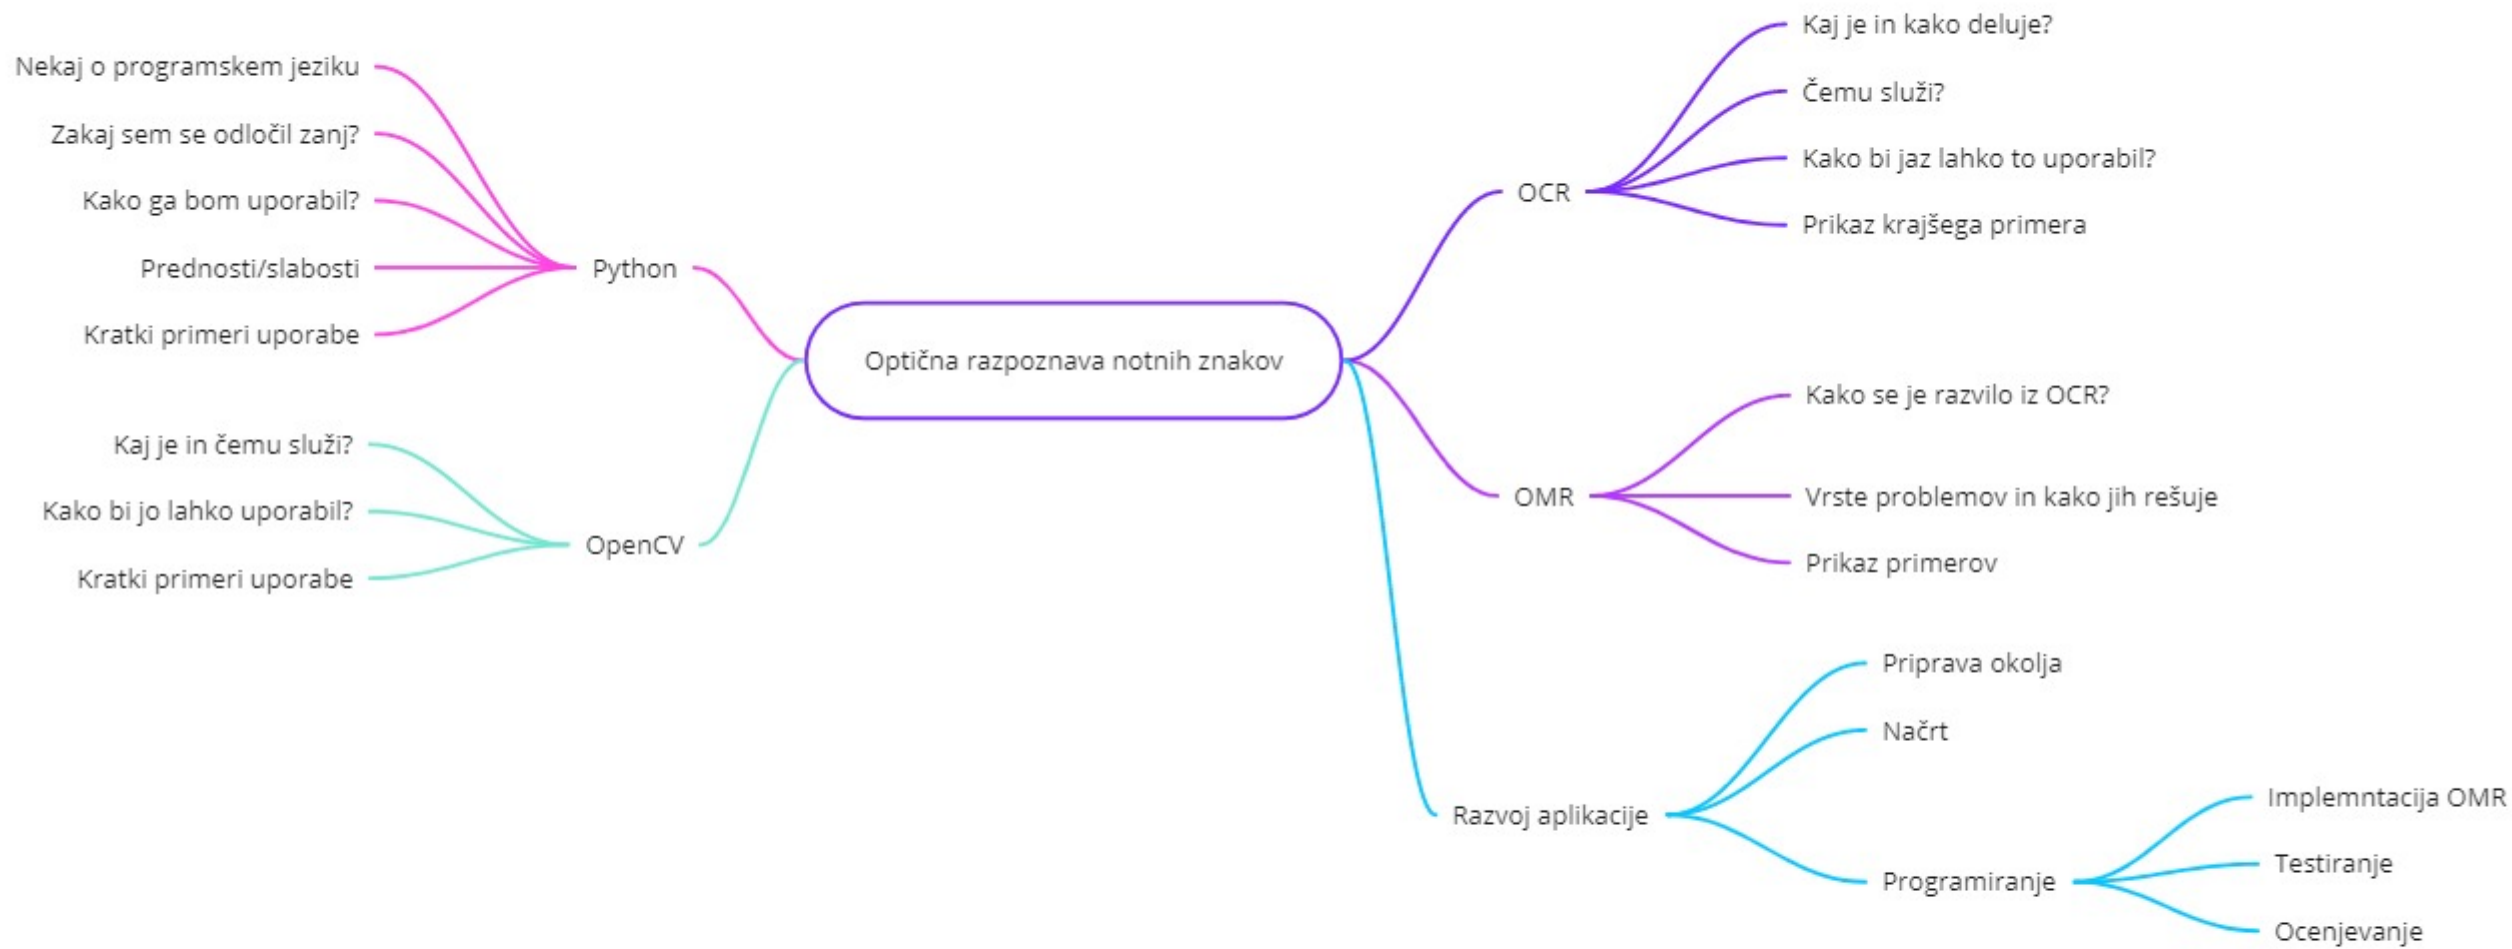 Optična razpoznava notnih znakov
Python
Nekaj o programskem jeziku
Zakaj sem se odločil zanj?
Kako ga bom uporabil?
Prednosti/slabosti
Kratki primeri uporabe
OpenCV
Kaj je in čemu služi?
Kako bi jo lahko uporabil?
Kratki primeri uporabe
OCR
Kaj je in kako deluje?
Čemu služi?
Kako bi jaz lahko to uporabil?
Prikaz krajšega primera
OMR
Kako se je razvilo iz OCR?
Vrste problemov in kako jih rešuje
Prikaz primerov
Razvoj aplikacije
Priprava okolja
Načrt
Programiranje
Implemntacija OMR
Testiranje
Ocenjevanje